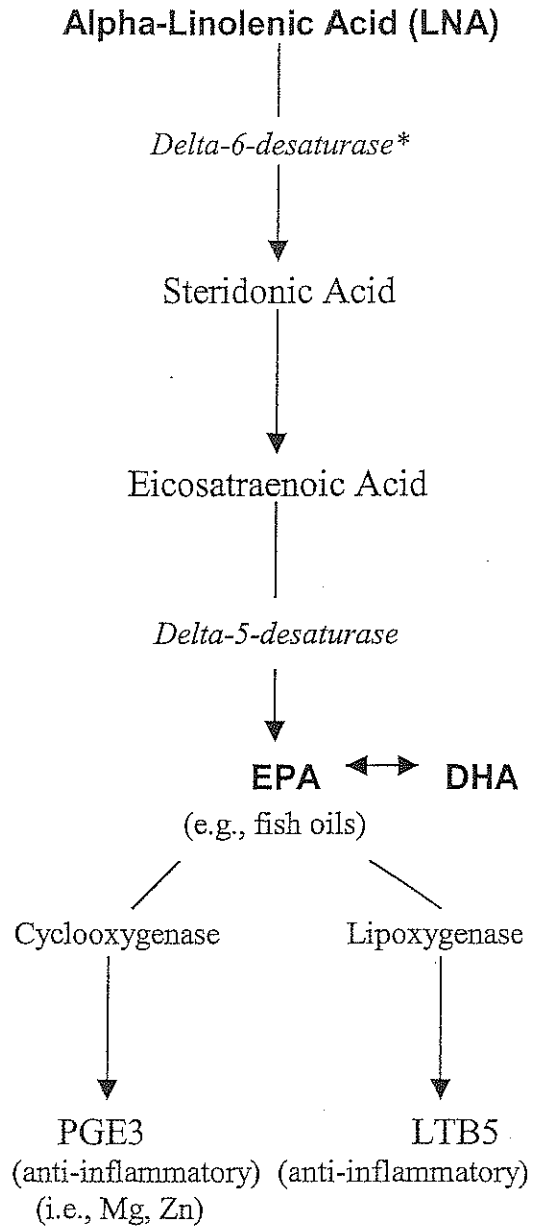 Alpha-Linolenic Acid (LNA)
Delta-6-desaturase*
Steridonic Acid
Eicosatraenoic Acid
Delta-5-desaturase
EPA DHA
(e.g., fish oils)
Cyclooxygenase Lipoxygenase
PGE3 LTB5
(anti-inflammatory) (anti-inflammatory)
(i.e., Mg, Zn)